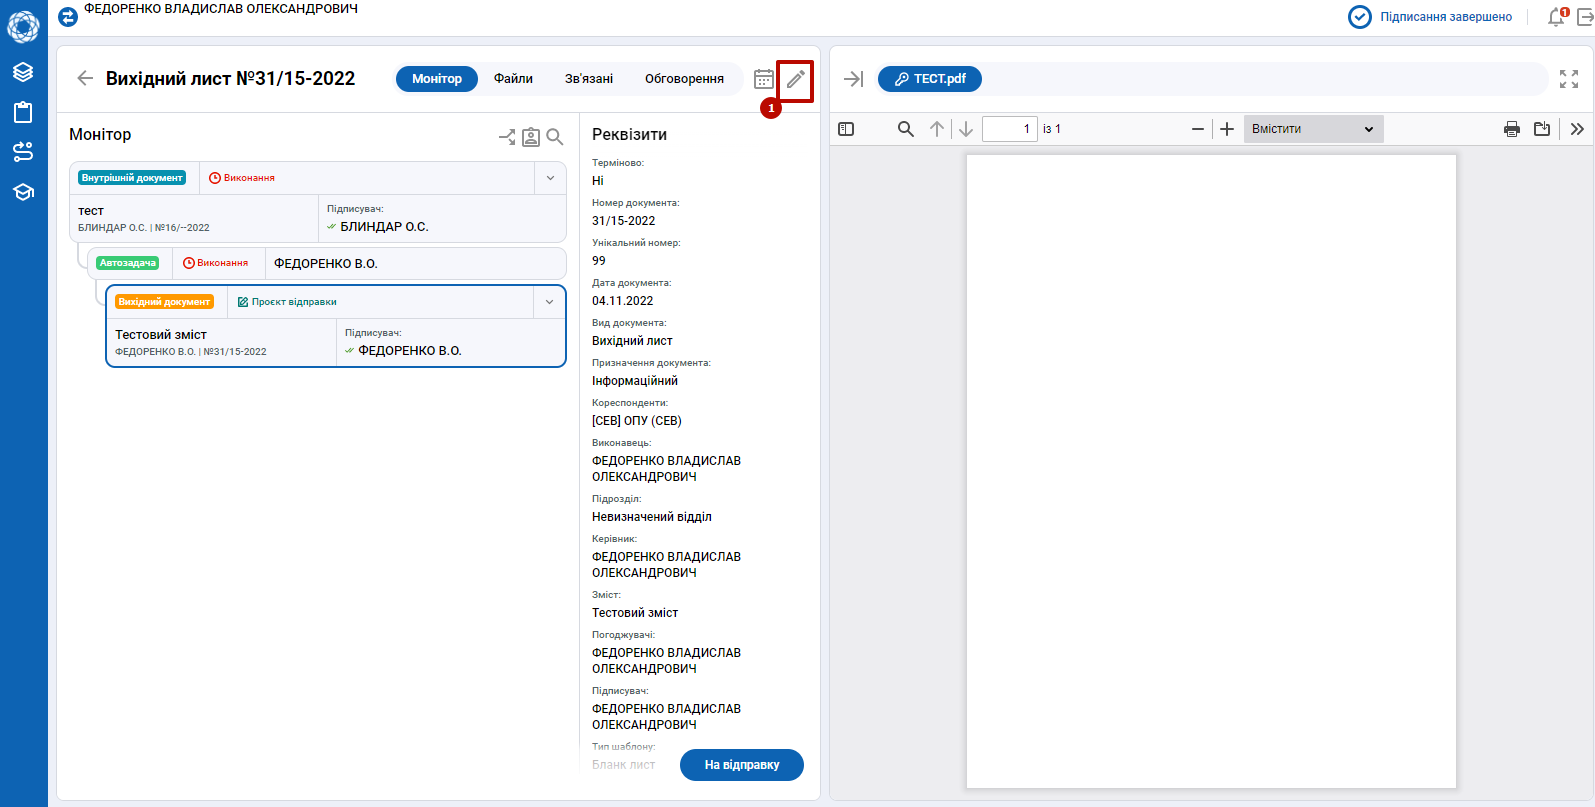 ФЕДОРЕНКО ВЛАДИСЛАВ ОЛЕКСАНДРОВИЧ
Підписання завершено
1
Вихідний лист №31/15-2022
Монітор
Файли
Зв'язані
Обговорення
1
ТЕСТ.pdf
Монітор
Внутрішній документ
Виконання
тест
БЛИНДАР О.С. | №16/--2022
Підписувач:
БЛИНДАР О.С.
Автозадача
Виконання
ФЕДОРЕНКО В.О.
Вихідний документ
Проєкт відправки
Тестовий зміст
ФЕДОРЕНКО В.О. | №31/15-2022
Підписувач:
ФЕДОРЕНКО В.О.
Реквізити
Терміново:
Ні
Номер документа:
31/15-2022
Унікальний номер:
99
Дата документа:
04.11.2022
Вид документа:
Вихідний лист
Призначення документа:
Інформаційний
Кореспонденти:
[СЕВ] ОПУ (СЕВ)
Виконавець:
ФЕДОРЕНКО ВЛАДИСЛАВ
ОЛЕКСАНДРОВИЧ
Підрозділ:
Невизначений відділ
Керівник:
ФЕДОРЕНКО ВЛАДИСЛАВ
ОЛЕКСАНДРОВИЧ
Зміст:
Тестовий зміст
Погоджувачі:
ФЕДОРЕНКО ВЛАДИСЛАВ
ОЛЕКСАНДРОВИЧ
Підписувач:
ФЕДОРЕНКО ВЛАДИСЛАВ
ОЛЕКСАНДРОВИЧ
Тип шаблону:
Бланк лист
На відправку
1 із 1
Вмістити